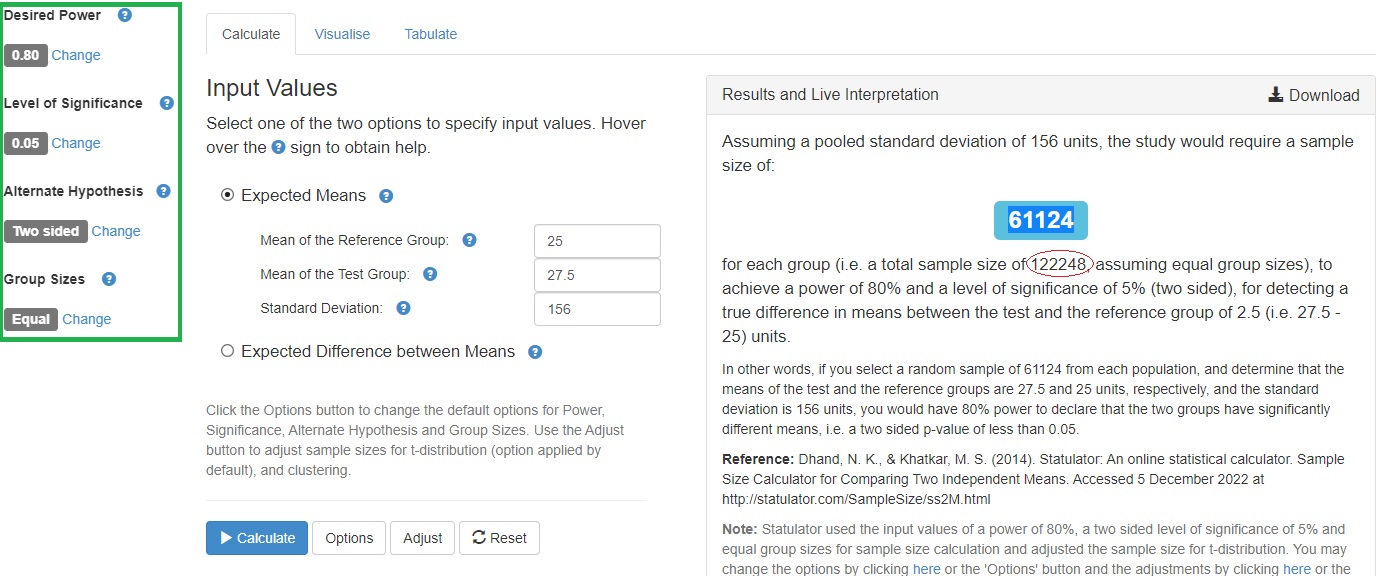 Desired Power ?
0.80 Change
Level of Significance ?
0.05 Change
Alternate Hypothesis ?
Two sided Change
Group Sizes ?
Equal Change
Calculate Visualise Tabulate
Input Values
Select one of the two options to specify input values. Hover
over the ? sign to obtain help.
Expected Means ?
Mean of the Reference Group: ? 25
Mean of the Test Group: ? 27.5
Standard Deviation: ? 156
Expected Difference between Means ?
Click the Options button to change the default options for Power,
Significance, Alternate Hypothesis and Group Sizes. Use the Adjust
button to adjust sample sizes for t-distribution (option applied by
default), and clustering.
Calculate Options Adjust Reset
Results and Live Interpretation Download
Assuming a pooled standard deviation of 156 units, the study would require a sample
size of:
61124
for each group (i.e. a total sample size of 122248, assuming equal group sizes), to
achieve a power of 80% and a level of significance of 5% (two sided), for detecting a
true difference in means between the test and the reference group of 2.5 (i.e. 27.5 -
25) units.
In other words, if you select a random sample of 61124 from each population, and determine that the
means of the test and the reference groups are 27.5 and 25 units, respectively, and the standard
deviation is 156 units, you would have 80% power to declare that the two groups have significantly
different means, i.e. a two sided p-value of less than 0.05.
Reference: Dhand, N. K., & Khatkar, M. S. (2014). Statulator: An online statistical calculator. Sample
Size Calculator for Comparing Two Independent Means. Accessed 5 December 2022 at
http://statulator.com/SampleSize/ss2M.html
Note: Statulator used the input values of a power of 80%, a two sided level of significance of 5% and
equal group sizes for sample size calculation and adjusted the sample size for t-distribution. You may
change the options by clicking here or the 'Options' button and the adjustments by clicking here or the